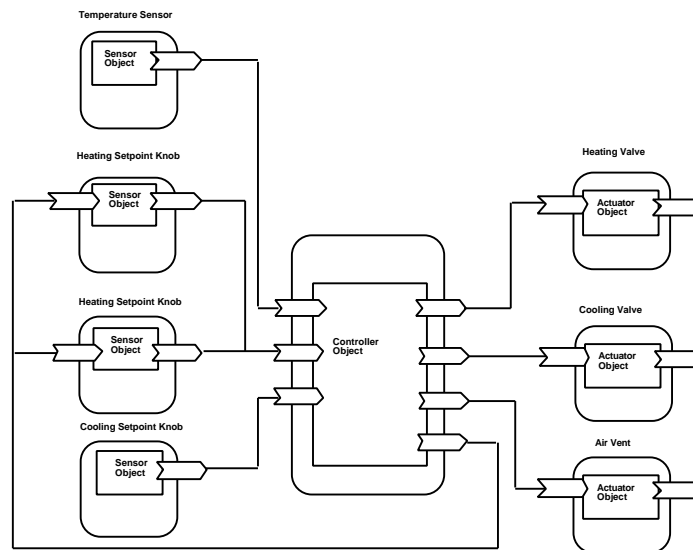 Temperature Sensor
Sensor
Object
Heating Setpoint Knob
Sensor
Object
Heating Setpoint Knob
Sensor
Object
Cooling Setpoint Knob
Sensor
Object
Controller
Object
Heating Valve
Actuator
Object
Cooling Valve
Actuator
Object
Air Vent
Actuator
Object